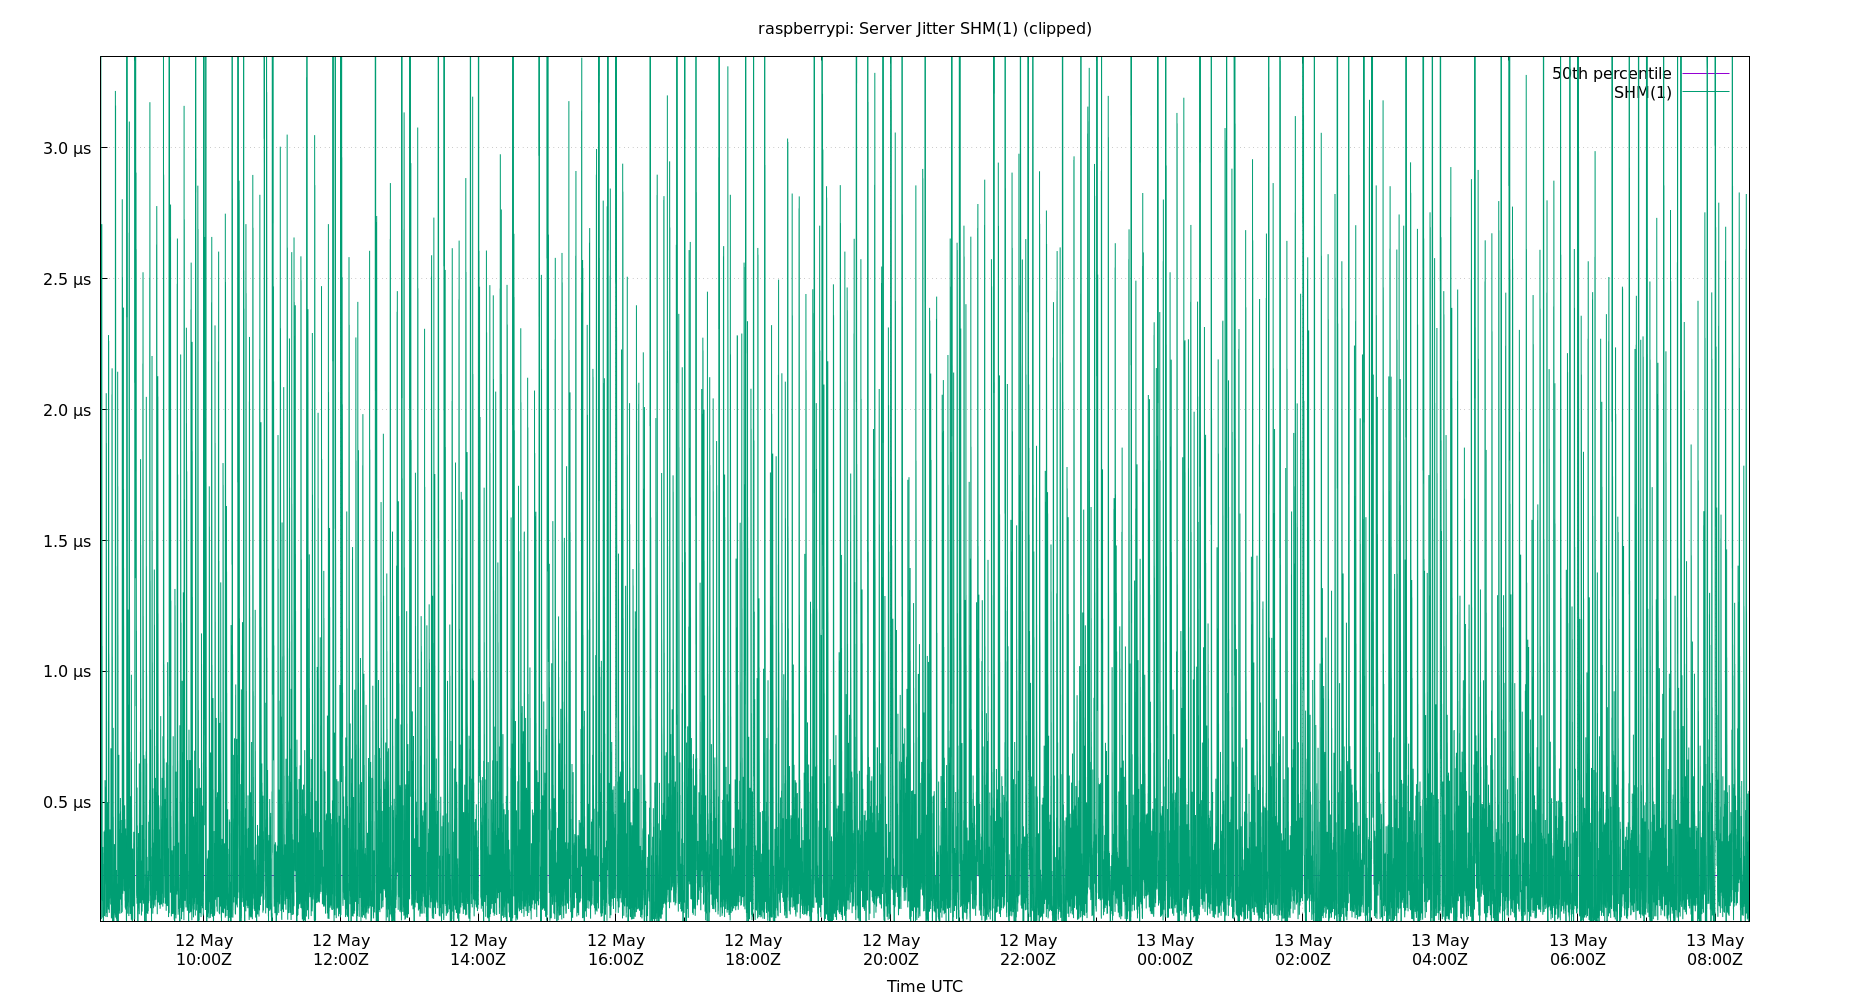 raspberrypi: Server Jitter SHM(1) (clipped)
50th percentile
SHM(1)
3.0 μs
2.5 μs
2.0 μs
1.5 μs
1.0 μs
0.5 μs
12 May 12 May 12 May 12 May 12 May 12 May 12 May 13 May 13 May 13 May 13 May 13 May
10:00Z 12:00Z 14:00Z 16:00Z 18:00Z 20:00Z 22:00Z 00:00Z 02:00Z 04:00Z 06:00Z 08:00Z
Time UTC